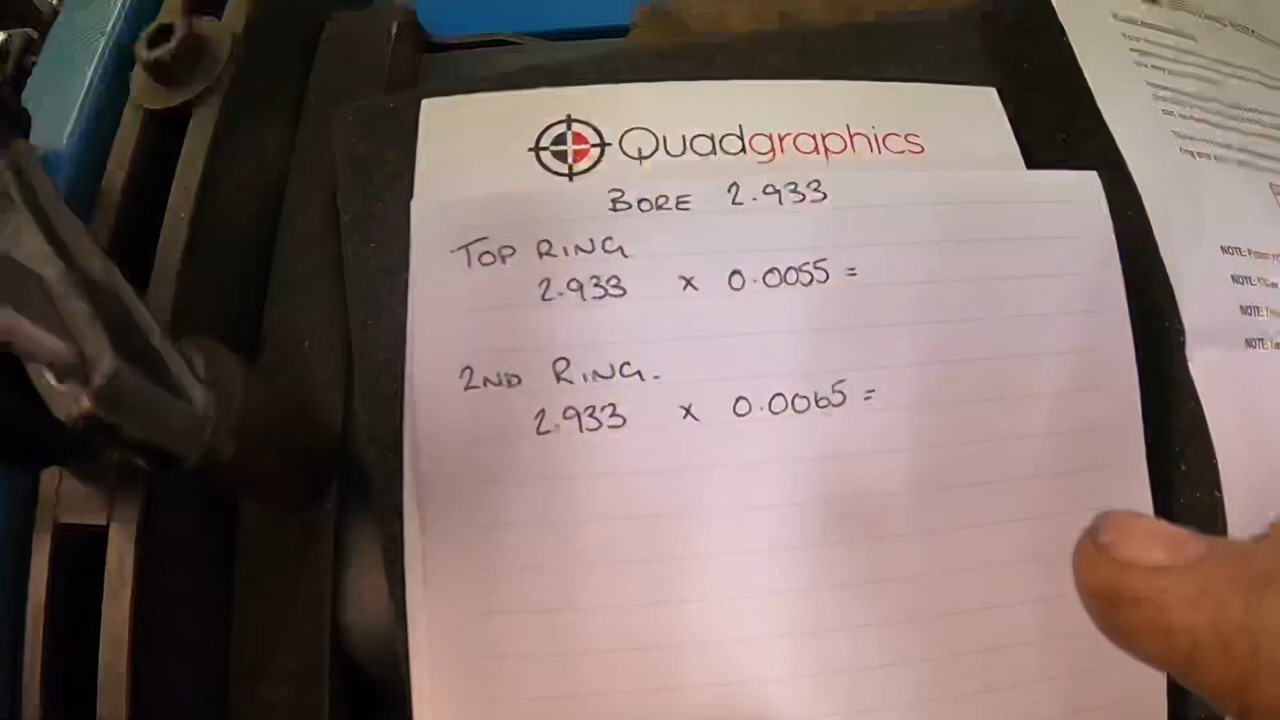 Quadgraphics
BORE 2.933
TOP RING
2.933 x 0.0055 =
2ND RING.
2.933 x 0.0065 =
NOTE:
NOTE:
NOTE:
NOTE: